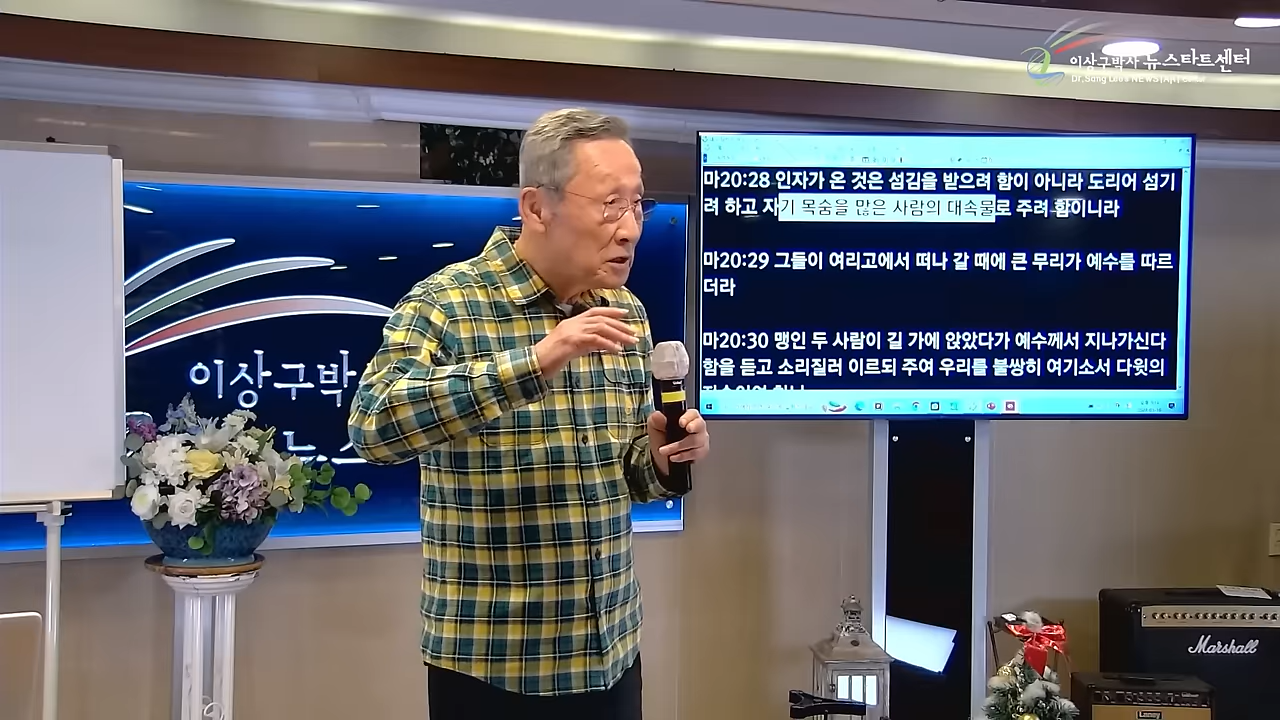 이상구박사 뉴스타트센터
Dr.Sang Lee's NEWSTART Center
마20:28 인자가 온 것은 섬김을 받으려 함이 아니라 도리어 섬기
려 하고 자기 목숨을 많은 사람의 대속물로 주려 함이니라
마20:29 그들이 여리고에서 떠나 갈 때에 큰 무리가 예수를 따르
더라
마20:30 맹인 두 사람이 길 가에 앉았다가 예수께서 지나가신다
함을 듣고 소리질러 이르되 주여 우리를 불쌍히 여기소서 다윗의
이상구박
뉴스
Marshall
Laney